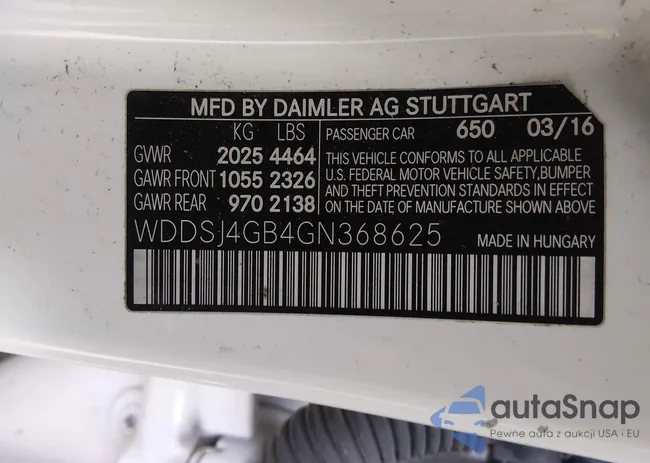 MFD BY DAIMLER AG STUTTGART
KG LBS
GVWR 2025 4464
GAWR FRONT 1055 2326
GAWR REAR 970 2138
PASSENGER CAR 650 03/16
THIS VEHICLE CONFORMS TO ALL APPLICABLE
U.S. FEDERAL MOTOR VEHICLE SAFETY, BUMPER
AND THEFT PREVENTION STANDARDS IN EFFECT
ON THE DATE OF MANUFACTURE SHOWN ABOVE
WDDSJ4GB4GN368625
MADE IN HUNGARY
autaSnap
Pewne auta z aukcji USA i EU